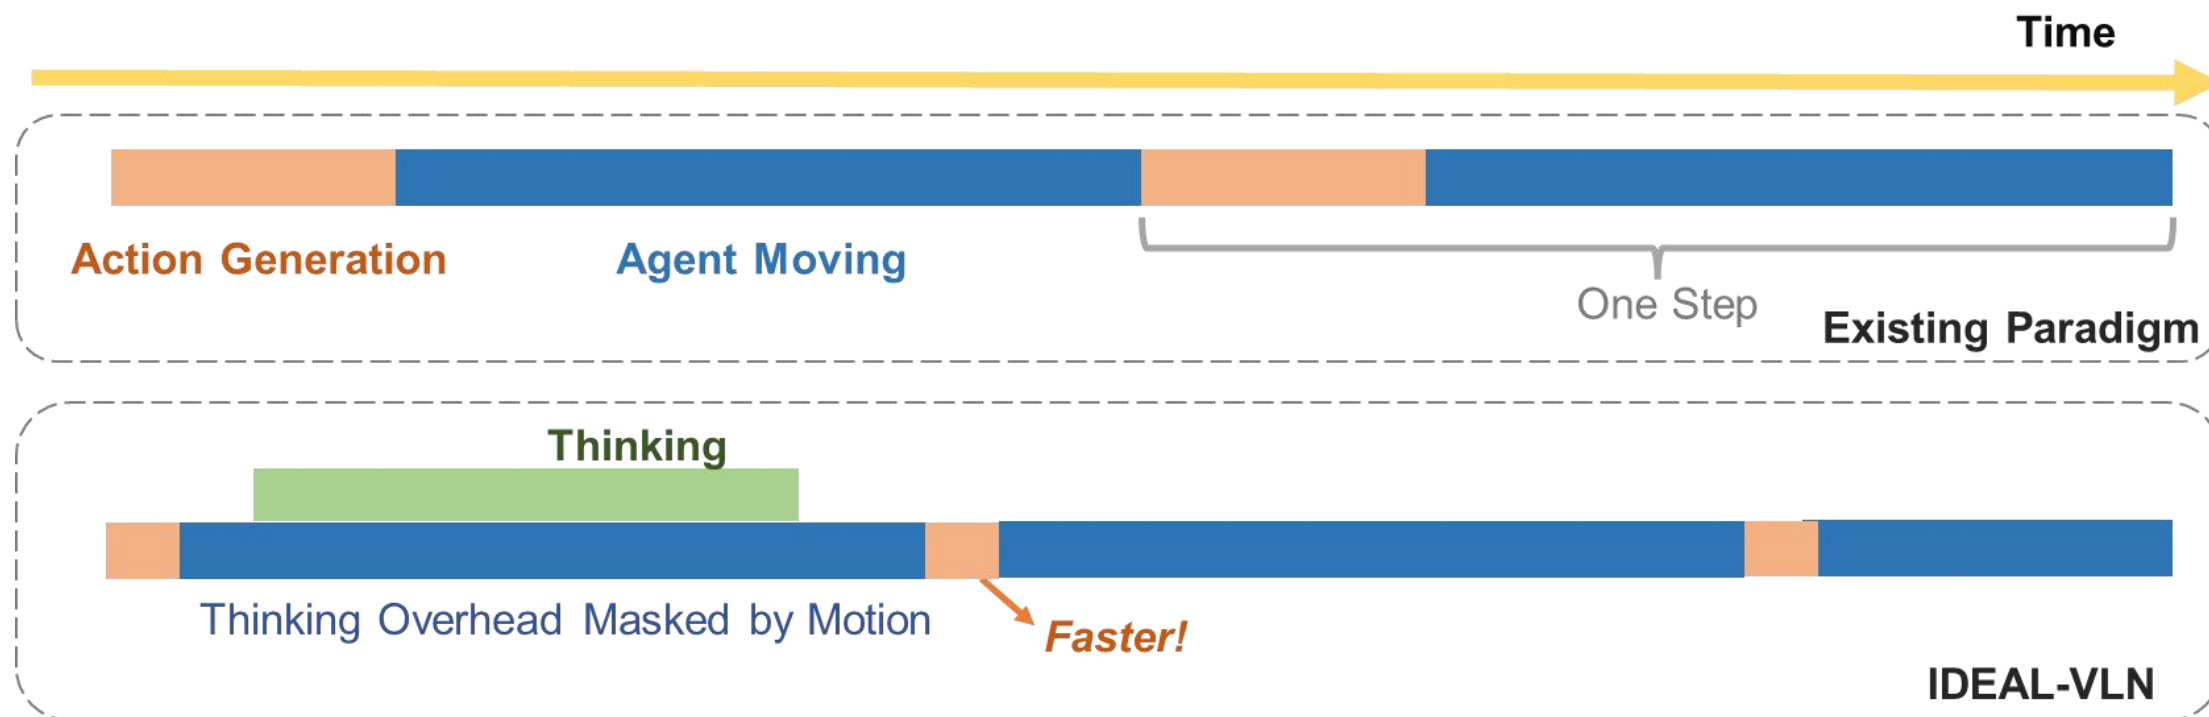 Time
Action Generation
Agent Moving
One Step
Existing Paradigm
Thinking
Thinking Overhead Masked by Motion
Faster!
IDEAL-VLN